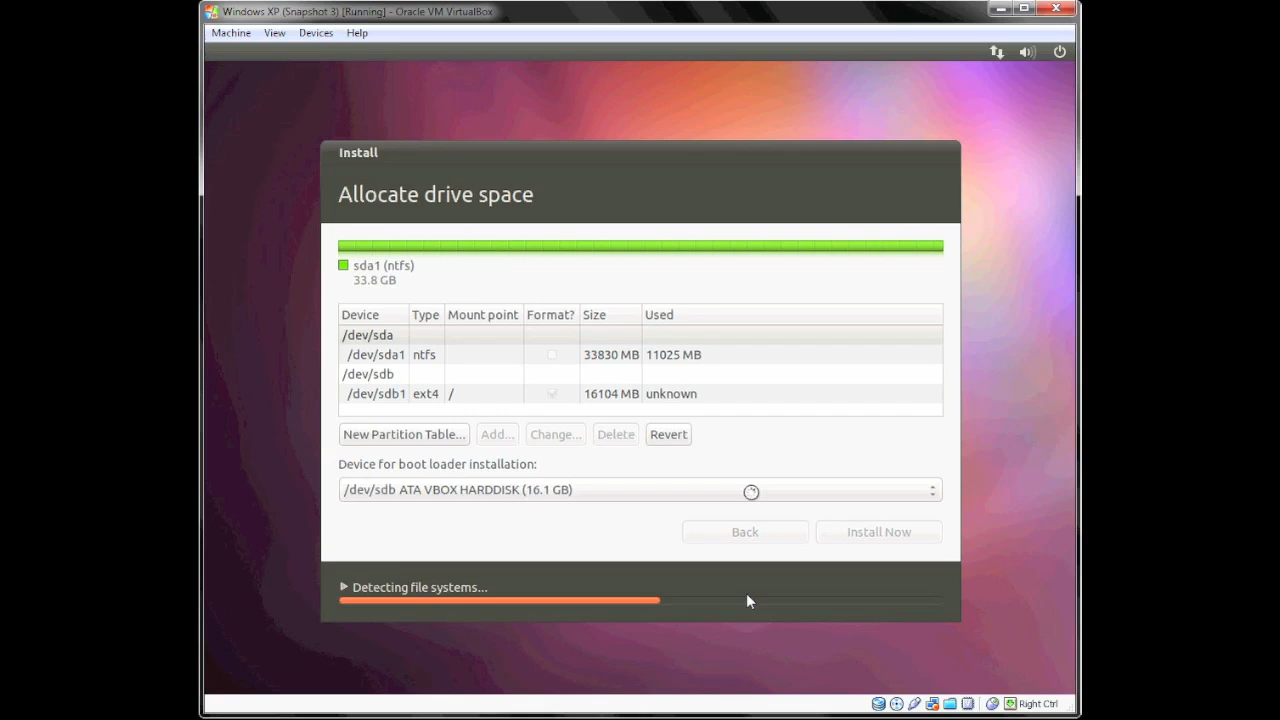 Windows XP (Snapshot 3) [Running] - Oracle VM VirtualBox
Machine View Devices Help
Install
Allocate drive space
sda1 (ntfs)
33.8 GB
Device Type Mount point Format? Size Used
/dev/sda
/dev/sda1 ntfs 33830 MB 11025 MB
/dev/sdb
/dev/sdb1 ext4 / 16104 MB unknown
New Partition Table... Add... Change... Delete Revert
Device for boot loader installation:
/dev/sdb ATA VBOX HARDDISK (16.1 GB)
Back Install Now
Detecting file systems...
Right Ctrl